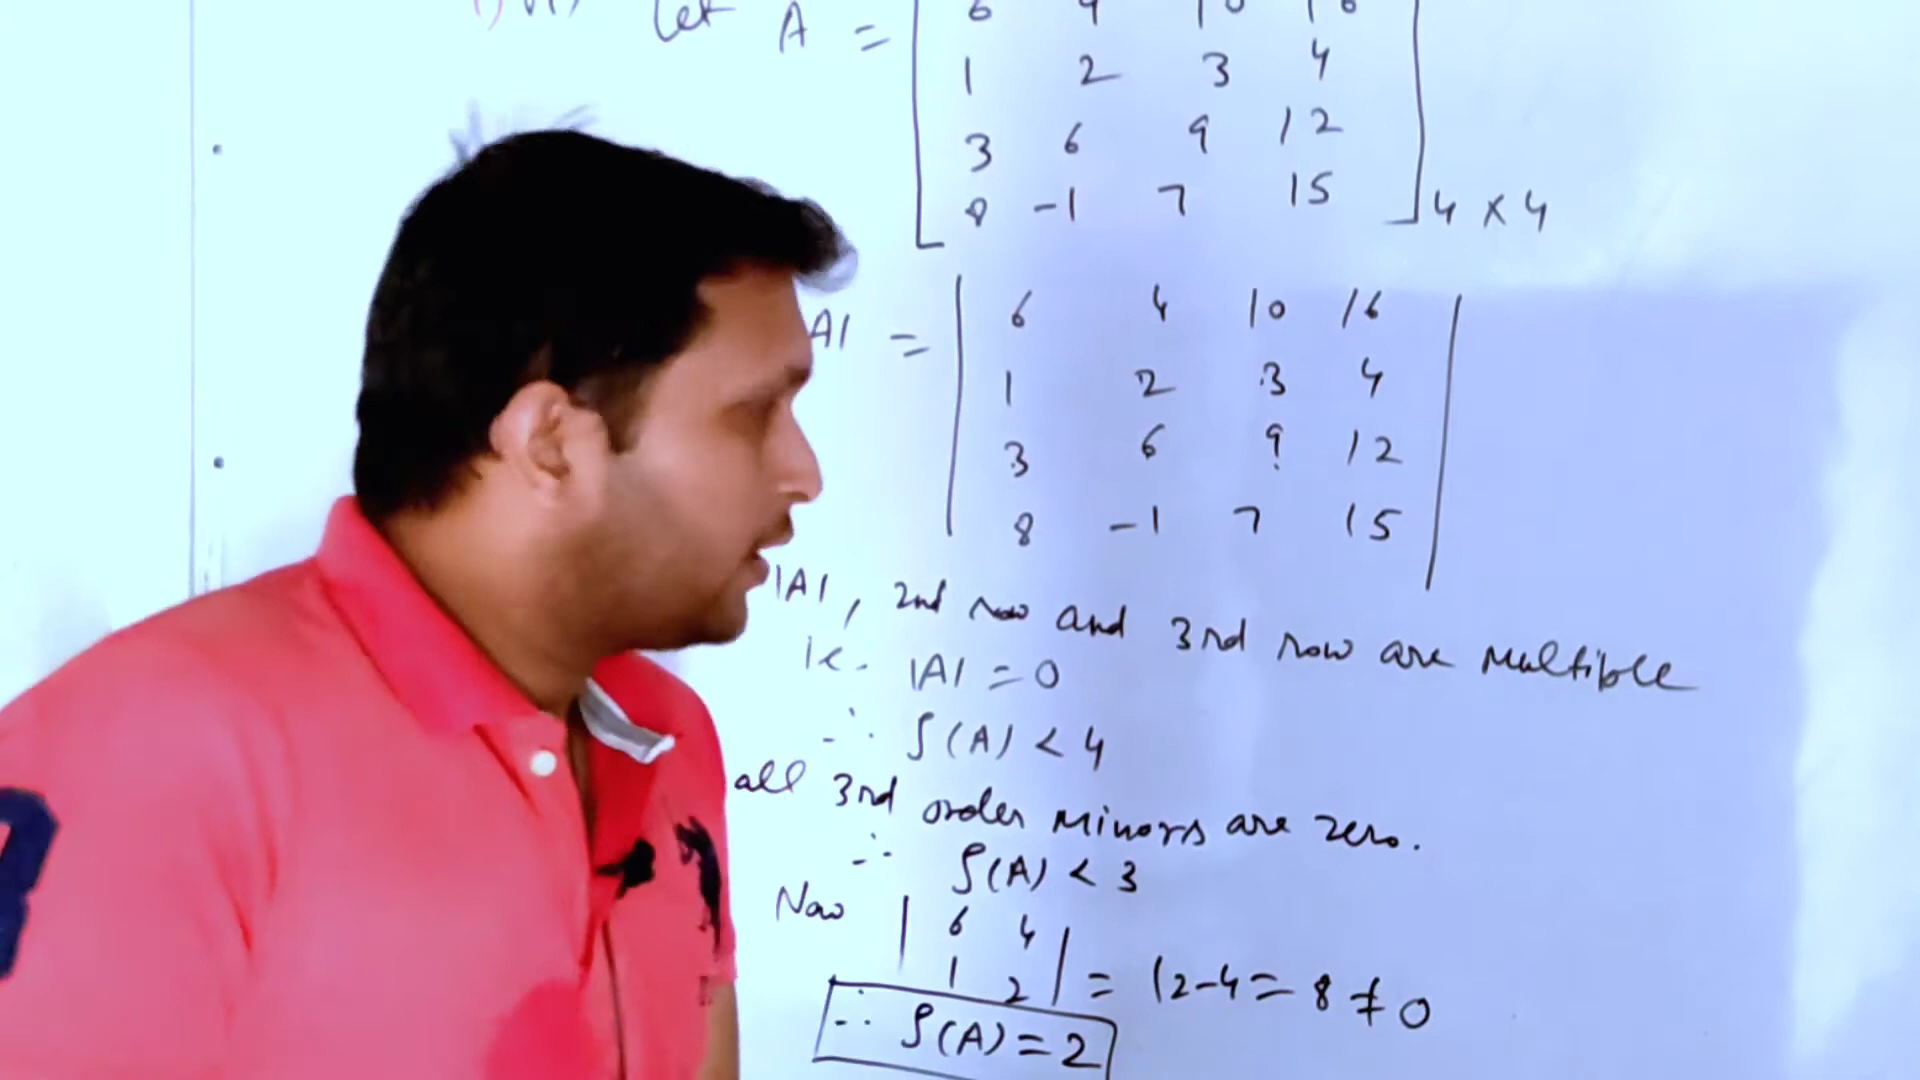 Let A = 6 4 10 16
1 2 3 4
3 6 9 12
8 -1 7 15 4 × 4
|A| = 6 4 10 16
1 2 3 4
3 6 9 12
8 -1 7 15
|A|, 2nd row and 3rd row are multiple
ie. |A| = 0
∴ ρ(A) < 4
all 3rd order minors are zero.
∴ ρ(A) < 3
Now | 6 4
1 2 | = 12-4 = 8 ≠ 0
∴ ρ(A) = 2